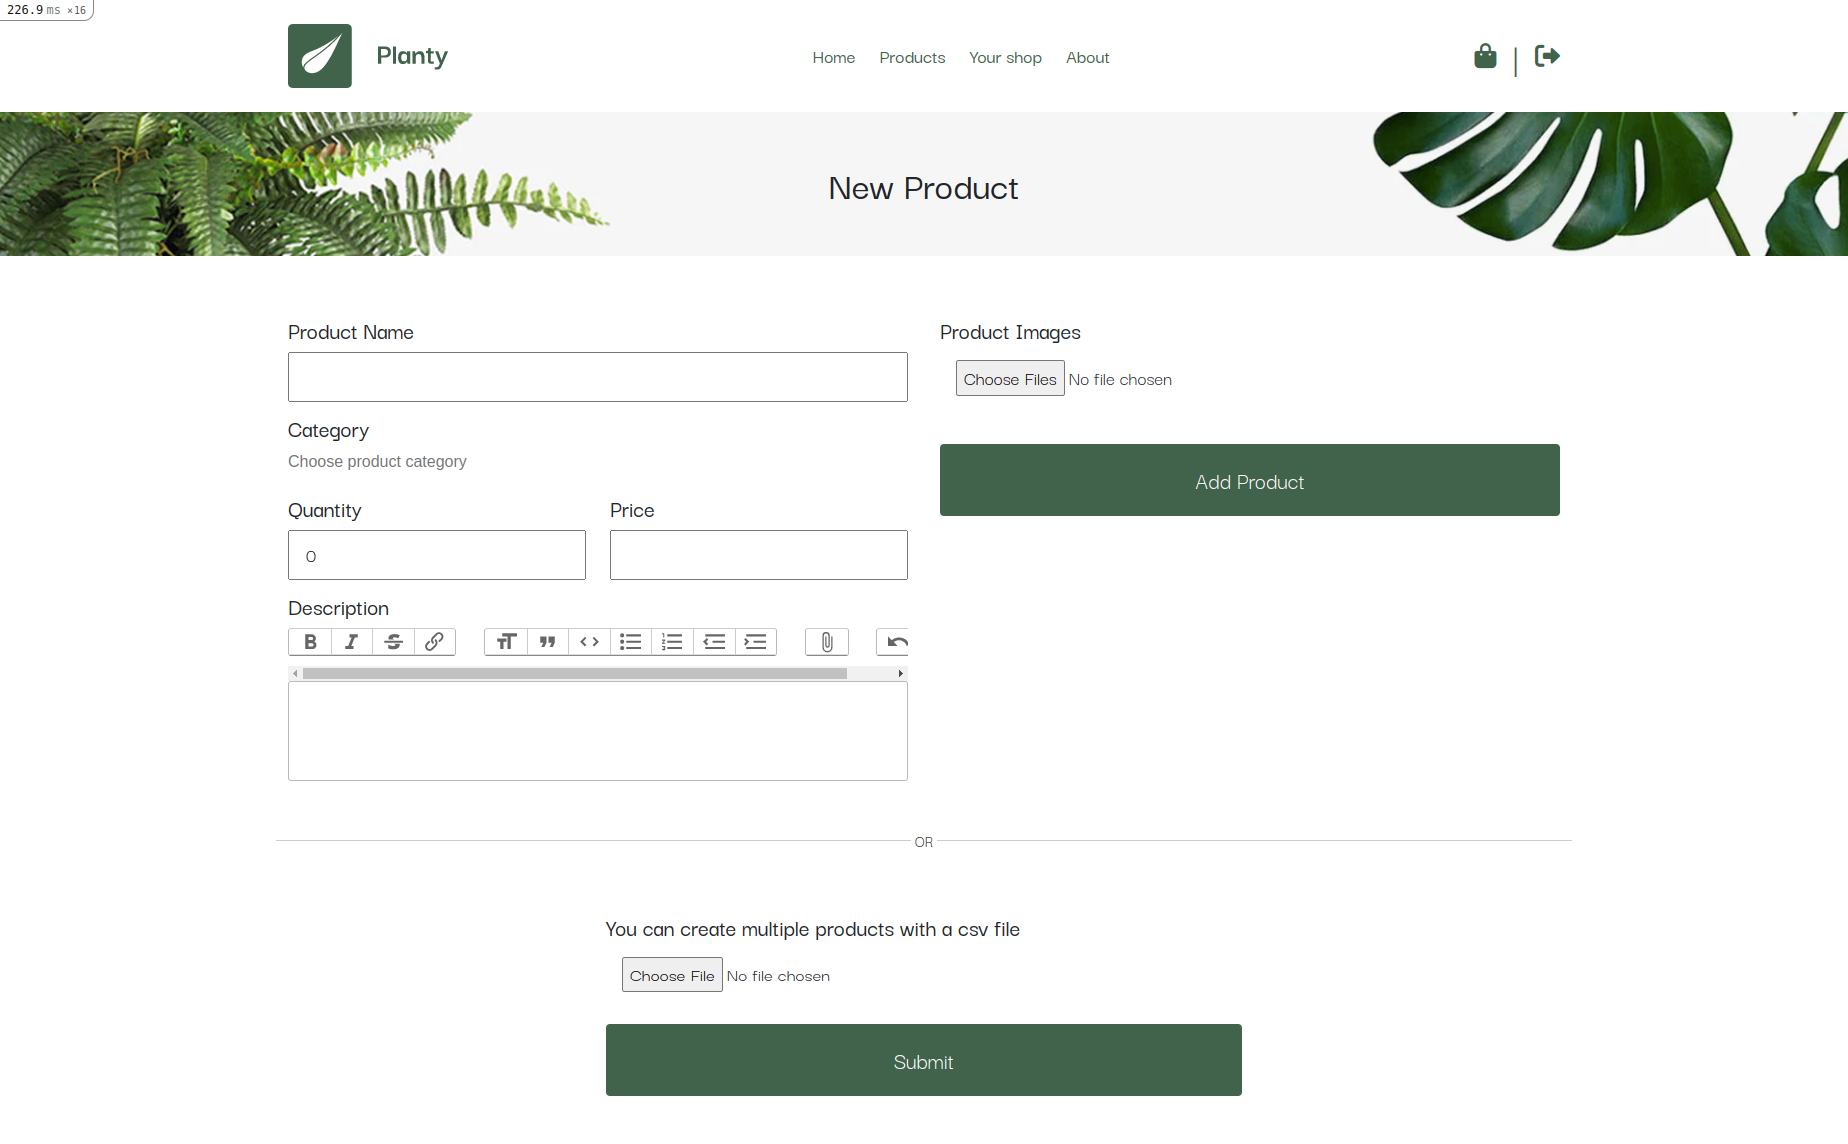 226.9 ms ×16
Planty
Home Products Your shop About
New Product
Product Name
Product Images
Choose Files No file chosen
Category
Choose product category
Add Product
Quantity
Price
0
Description
OR
You can create multiple products with a csv file
Choose File No file chosen
Submit